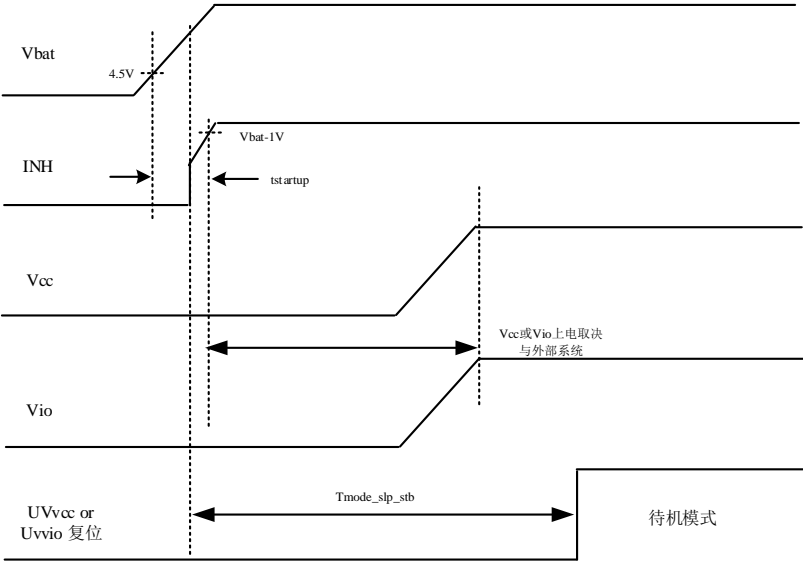 Vbat
4.5V
Vbat-1V
INH
tstartup
Vcc
Vcc或Vio上电取决
与外部系统
Vio
Tmode_slp_stb
UVvcc or
Uvvio 复位
待机模式